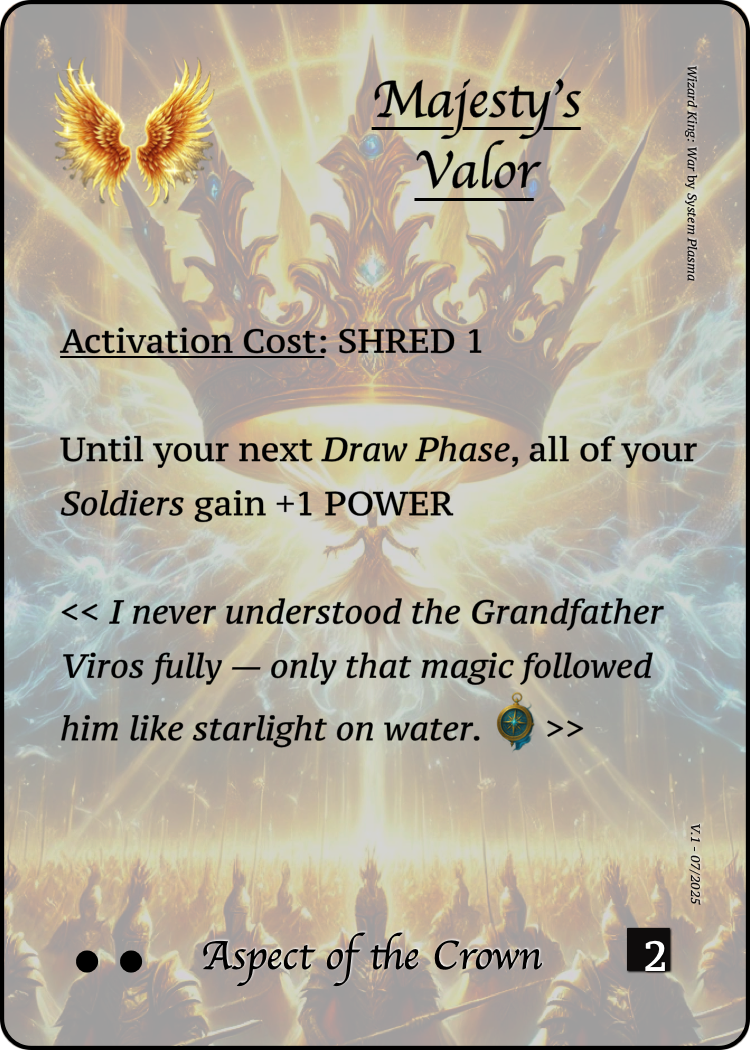 Majesty's
Valor
Wizard King: War by System Plasma
Activation Cost: SHRED 1
Until your next Draw Phase, all of your
Soldiers gain +1 POWER
<< I never understood the Grandfather
Viros fully — only that magic followed
him like starlight on water. >>
V.1 - 07/2025
Aspect of the Crown
2